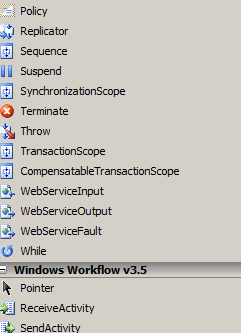 Policy
Replicator
Sequence
Suspend
SynchronizationScope
Terminate
Throw
TransactionScope
CompensatableTransactionScope
WebServiceInput
WebServiceOutput
WebServiceFault
While
Windows Workflow v3.5
Pointer
ReceiveActivity
SendActivity